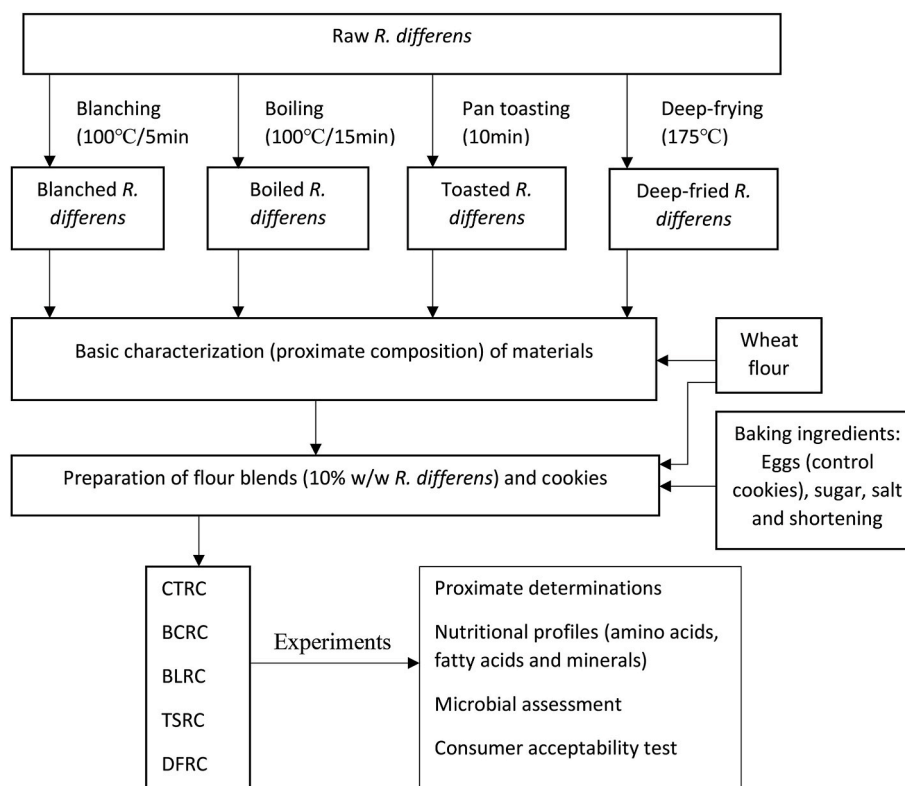 Raw R. differens
Blanching
(100℃/5min
Boiling
(100℃/15min)
Pan toasting
(10min)
Deep-frying
(175℃)
Blanched R.
differens
Boiled R.
differens
Toasted R.
differens
Deep-fried R.
differens
Basic characterization (proximate composition) of materials
Wheat
flour
Preparation of flour blends (10% w/w R. differens) and cookies
Baking ingredients:
Eggs (control
cookies), sugar, salt
and shortening
CTRC
BCRC
BLRC
TSRC
DFRC
Experiments
Proximate determinations
Nutritional profiles (amino acids,
fatty acids and minerals)
Microbial assessment
Consumer acceptability test